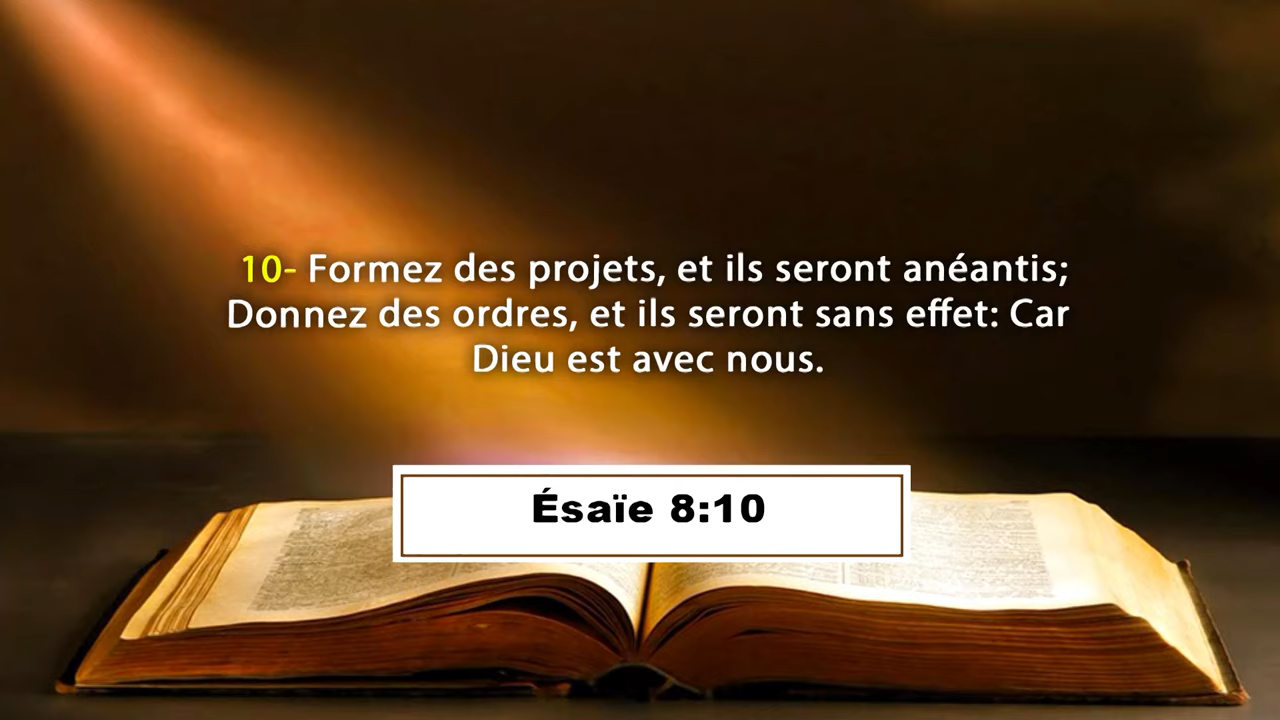 10- Formez des projets, et ils seront anéantis;
Donnez des ordres, et ils seront sans effet: Car
Dieu est avec nous.
Ésaïe 8:10